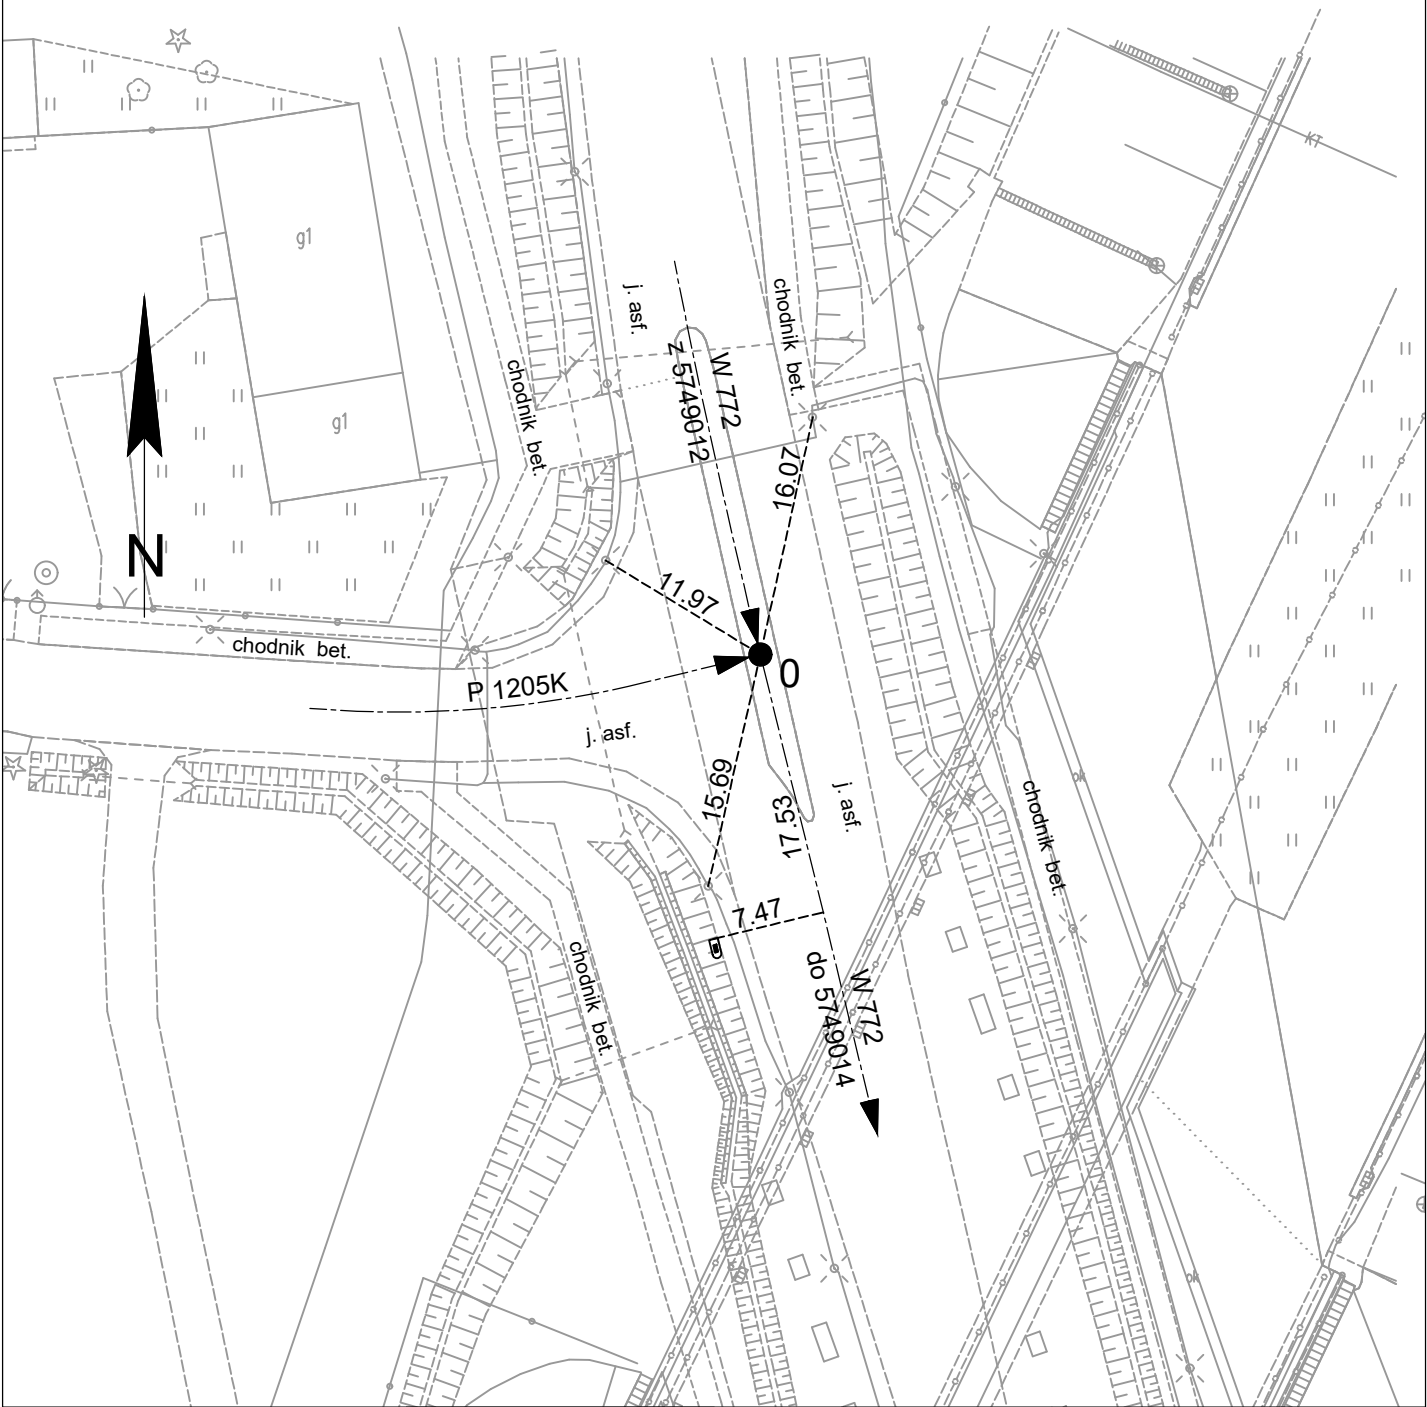 KT
g1
j. asf.
chodnik bet.
W 772
z 5749012
chodnik bet.
g1
16.07
N
11.97
chodnik bet.
0
P 1205K
j. asf.
15.69
17.53
j. asf.
chodnik bet.
7.47
chodnik bet.
W 772
do 5749014